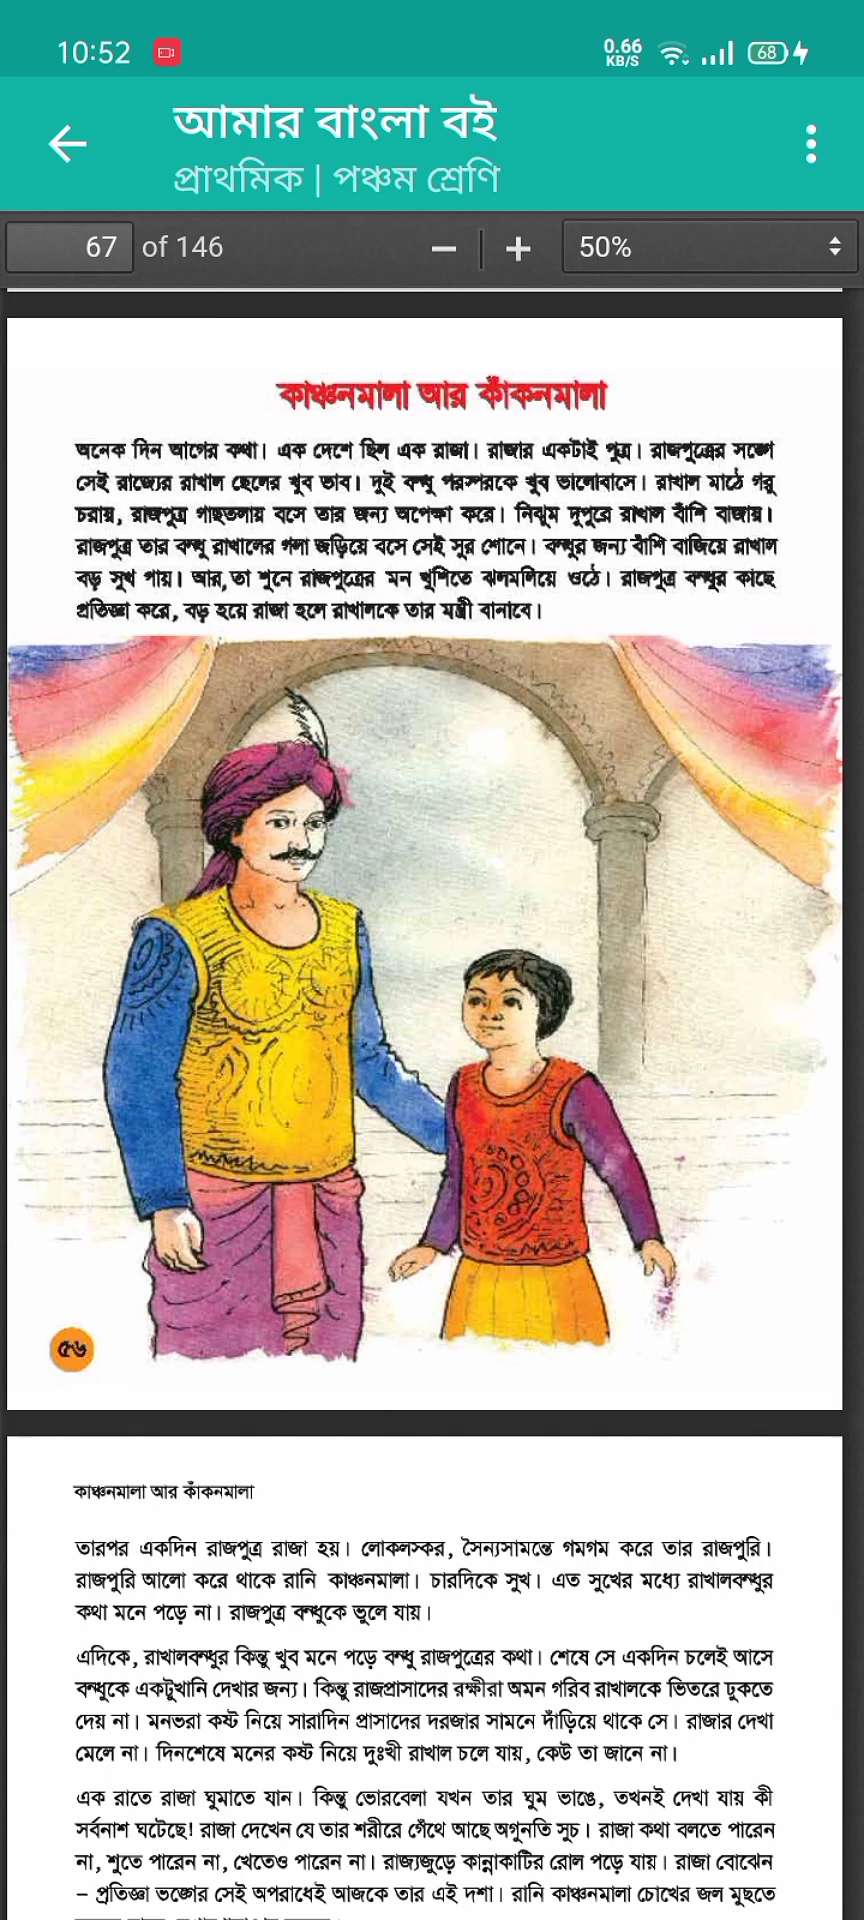 10:52
0.66
KB/S
68
আমার বাংলা বই
প্রাথমিক | পঞ্চম শ্রেণি
67 of 146
50%
কাঞ্চনমালা আর কাঁকনমালা
অনেক দিন আগের কথা। এক দেশে ছিল এক রাজা। রাজার একটাই পুত্র। রাজপুত্রের সঙ্গে
সেই রাজ্যের রাখাল ছেলের খুব ভাব। দুই বন্ধু পরস্পরকে খুব ভালোবাসে। রাখাল মাঠে গরু
চরায়, রাজপুত্র গাছতলায় বসে তার জন্য অপেক্ষা করে। নিঝুম দুপুরে রাখাল বাঁশি বাজায়।
রাজপুত্র তার বন্ধু রাখালের গলা জড়িয়ে বসে সেই সুর শোনে। বন্ধুর জন্য বাঁশি বাজিয়ে রাখাল
বড় সুখ পায়। আর, তা শুনে রাজপুত্রের মন খুশিতে ঝলমলিয়ে ওঠে। রাজপুত্র বন্ধুর কাছে
প্রতিজ্ঞা করে, বড় হয়ে রাজা হলে রাখালকে তার মন্ত্রী বানাবে।
৫৬
কাঞ্চনমালা আর কাঁকনমালা
তারপর একদিন রাজপুত্র রাজা হয়। লোকলস্কর, সৈন্যসামন্তে গমগম করে তার রাজপুরি।
রাজপুরি আলো করে থাকে রানি কাঞ্চনমালা। চারদিকে সুখ। এত সুখের মধ্যে রাখালবন্ধুর
কথা মনে পড়ে না। রাজপুত্র বন্ধুকে ভুলে যায়।
এদিকে, রাখালবন্ধুর কিন্তু খুব মনে পড়ে বন্ধু রাজপুত্রের কথা। শেষে সে একদিন চলেই আসে
বন্ধুকে একটুখানি দেখার জন্য। কিন্তু রাজপ্রাসাদের রক্ষীরা অমন গরিব রাখালকে ভিতরে ঢুকতে
দেয় না। মনভরা কষ্ট নিয়ে সারাদিন প্রাসাদের দরজার সামনে দাঁড়িয়ে থাকে সে। রাজার দেখা
মেলে না। দিনশেষে মনের কষ্ট নিয়ে দুঃখী রাখাল চলে যায়, কেউ তা জানে না।
এক রাতে রাজা ঘুমাতে যান। কিন্তু ভোরবেলা যখন তার ঘুম ভাঙে, তখনই দেখা যায় কী
সর্বনাশ ঘটেছে! রাজা দেখেন যে তার শরীরে গেঁথে আছে অগুনতি সুচ। রাজা কথা বলতে পারেন
না, শুতে পারেন না, খেতেও পারেন না। রাজ্যজুড়ে কান্নাকাটির রোল পড়ে যায়। রাজা বোঝেন
– প্রতিজ্ঞা ভঙ্গের সেই অপরাধেই আজকে তার এই দশা। রানি কাঞ্চনমালা চোখের জল মুছতে